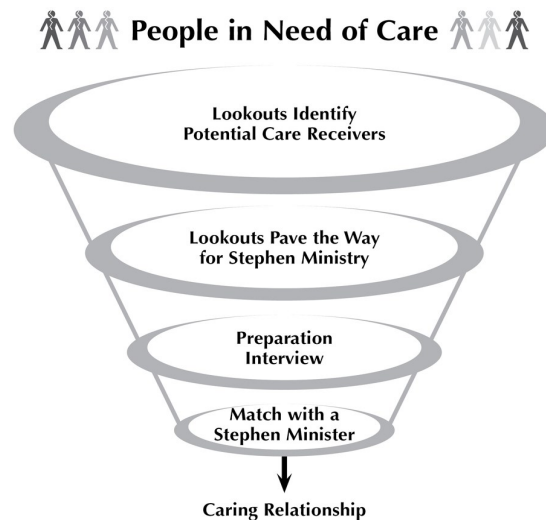 People in Need of Care
Lookouts Identify
Potential Care Receivers
Lookouts Pave the Way
for Stephen Ministry
Preparation
Interview
Match with a
Stephen Minister
Caring Relationship